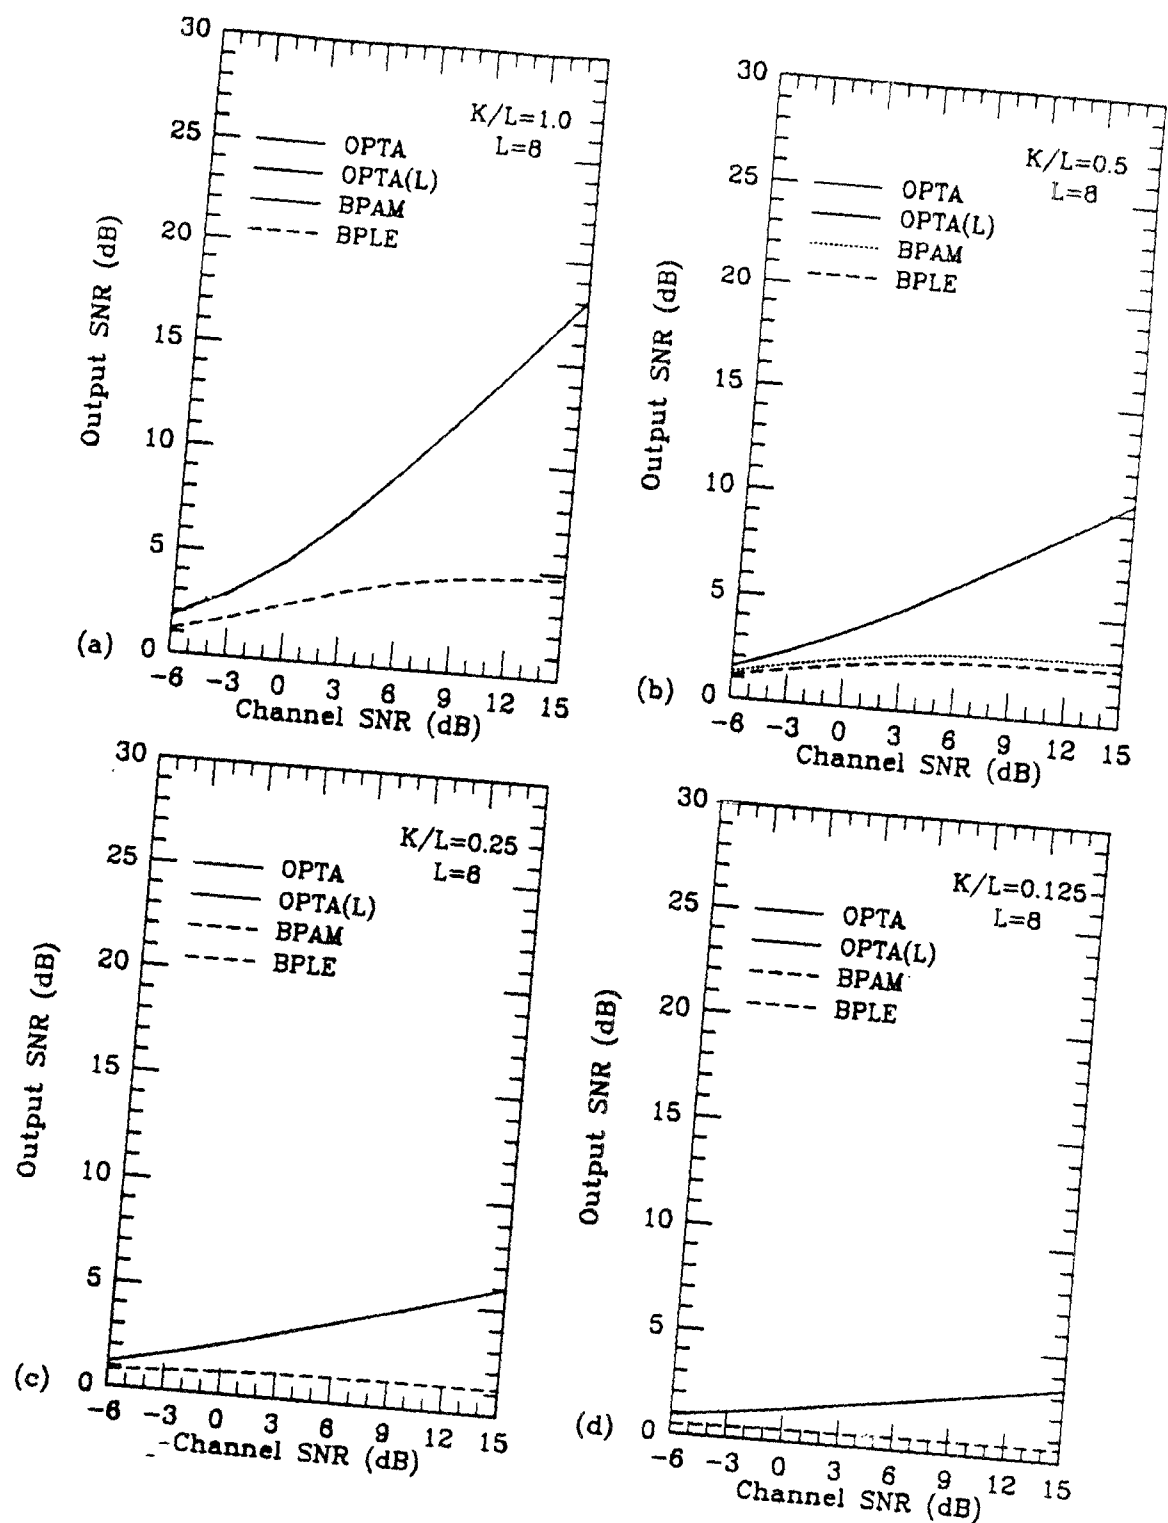 30
25
20
15
10
5
0
Output SNR (dB)
K/L=1.0
L=8
OPTA
OPTA(L)
BPAM
BPLE
(a)
-6 -3 0 3 6 9 12 15
Channel SNR (dB)
30
25
20
15
10
5
0
Output SNR (dB)
K/L=0.5
L=8
OPTA
OPTA(L)
BPAM
BPLE
(b)
-6 -3 0 3 6 9 12 15
Channel SNR (dB)
30
25
20
15
10
5
0
Output SNR (dB)
K/L=0.25
L=8
OPTA
OPTA(L)
BPAM
BPLE
(c)
-6 -3 0 3 6 9 12 15
Channel SNR (dB)
30
25
20
15
10
5
0
Output SNR (dB)
K/L=0.125
L=8
OPTA
OPTA(L)
BPAM
BPLE
(d)
-6 -3 0 3 6 9 12 15
Channel SNR (dB)